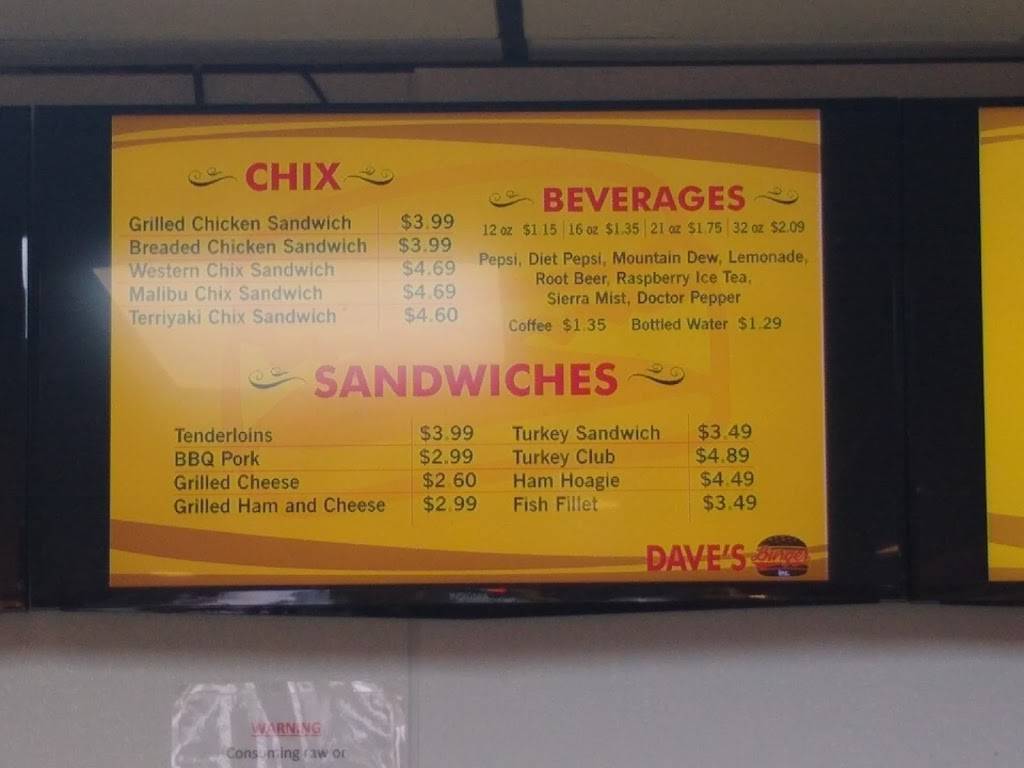 CHIX
Grilled Chicken Sandwich $3.99
Breaded Chicken Sandwich $3.99
Western Chix Sandwich $4.69
Malibu Chix Sandwich $4.69
Terriyaki Chix Sandwich $4.60
BEVERAGES
12 oz $1.15 16 oz $1.35 21 oz $1.75 32 oz $2.09
Pepsi, Diet Pepsi, Mountain Dew, Lemonade,
Root Beer, Raspberry Ice Tea,
Sierra Mist, Doctor Pepper
Coffee $1.35 Bottled Water $1.29
SANDWICHES
Tenderloins $3.99 Turkey Sandwich $3.49
BBQ Pork $2.99 Turkey Club $4.89
Grilled Cheese $2.60 Ham Hoagie $4.49
Grilled Ham and Cheese $2.99 Fish Fillet $3.49
DAVE'S Burger
INC.
INSIGNIA
WARNING
Consuming raw or